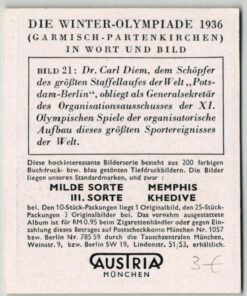 DIE WINTER-OLYMPIADE 1936
(GARMISCH-PARTENKIRCHEN)
IN WORT UND BILD
BILD 21: Dr. Carl Diem, dem Schöpfer
des größten Staffellaufes der Welt „Pots-
dam-Berlin“, obliegt als Generalsekretär
des Organisationsausschusses der XI.
Olympischen Spiele der organisatorische
Aufbau dieses größten Sportereignisses
der Welt.
Diese hochinteressante Bilderserie besteht aus 200 farbigen
Buchdruck- bzw. blau getönten Tiefdruckbildern. Die Bilder
liegen unseren Standardmarken, und zwar :
MILDE SORTE MEMPHIS
III. SORTE KHEDIVE
bei. Den 10-Stück-Packungen liegt 1 Originalbild, den 25-Stück-
Packungen 3 Originalbilder bei. Das vornehm ausgestattete
Album ist für RM 0.95 beim Zigarettenhändler oder gegen Ein-
zahlung dieses Betrages auf Postscheckkonto München Nr. 1057
bzw. Berlin Nr. 785 59 durch die Tauschzentralen München,
Weinstr. 9, bzw. Berlin SW 19, Lindenstr. 51/53, erhältlich.
AUSTRIA
MÜNCHEN
3 €